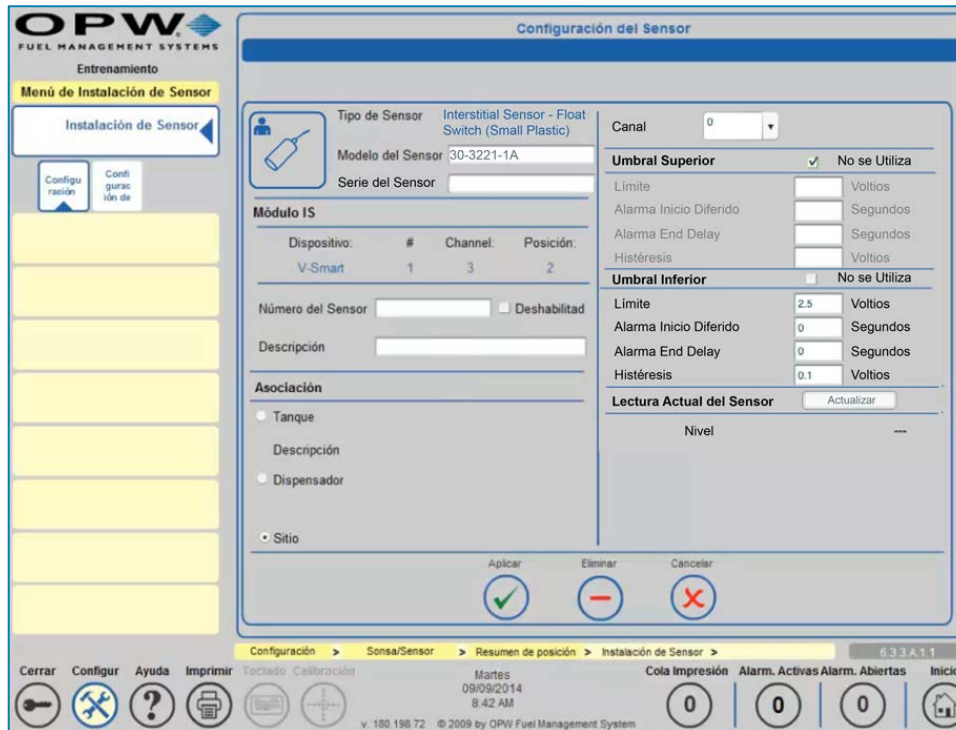 OPW
FUEL MANAGEMENT SYSTEMS
Entrenamiento
Menú de Instalación de Sensor
Instalación de Sensor
Configu
ración
Confi
gurac
ión de
Configuración del Sensor
Tipo de Sensor
Interstitial Sensor - Float
Switch (Small Plastic)
Modelo del Sensor 30-3221-1A
Serie del Sensor
Módulo IS
Dispositivo: # Channel: Posición:
V-Smart 1 3 2
Número del Sensor Deshabilitad
Descripción
Asociación
Tanque
Descripción
Dispensador
Sitio
Canal 0
Umbral Superior No se Utiliza
Límite Voltios
Alarma Inicio Diferido Segundos
Alarma End Delay Segundos
Histéresis Voltios
Umbral Inferior No se Utiliza
Límite 2.5 Voltios
Alarma Inicio Diferido 0 Segundos
Alarma End Delay 0 Segundos
Histéresis 0.1 Voltios
Lectura Actual del Sensor Actualizar
Nivel ---
Aplicar Eliminar Cancelar
Configuración > Sonsa/Sensor > Resumen de posición > Instalación de Sensor > 6.3.3.A.1.1
Cerrar Configur Ayuda Imprimir Teclado Calibración
Martes
09/09/2014
8:42 AM
v. 180.198.72 © 2009 by OPW Fuel Management System
Cola Impresión Alarm. Activas Alarm. Abiertas Inicio
0 0 0